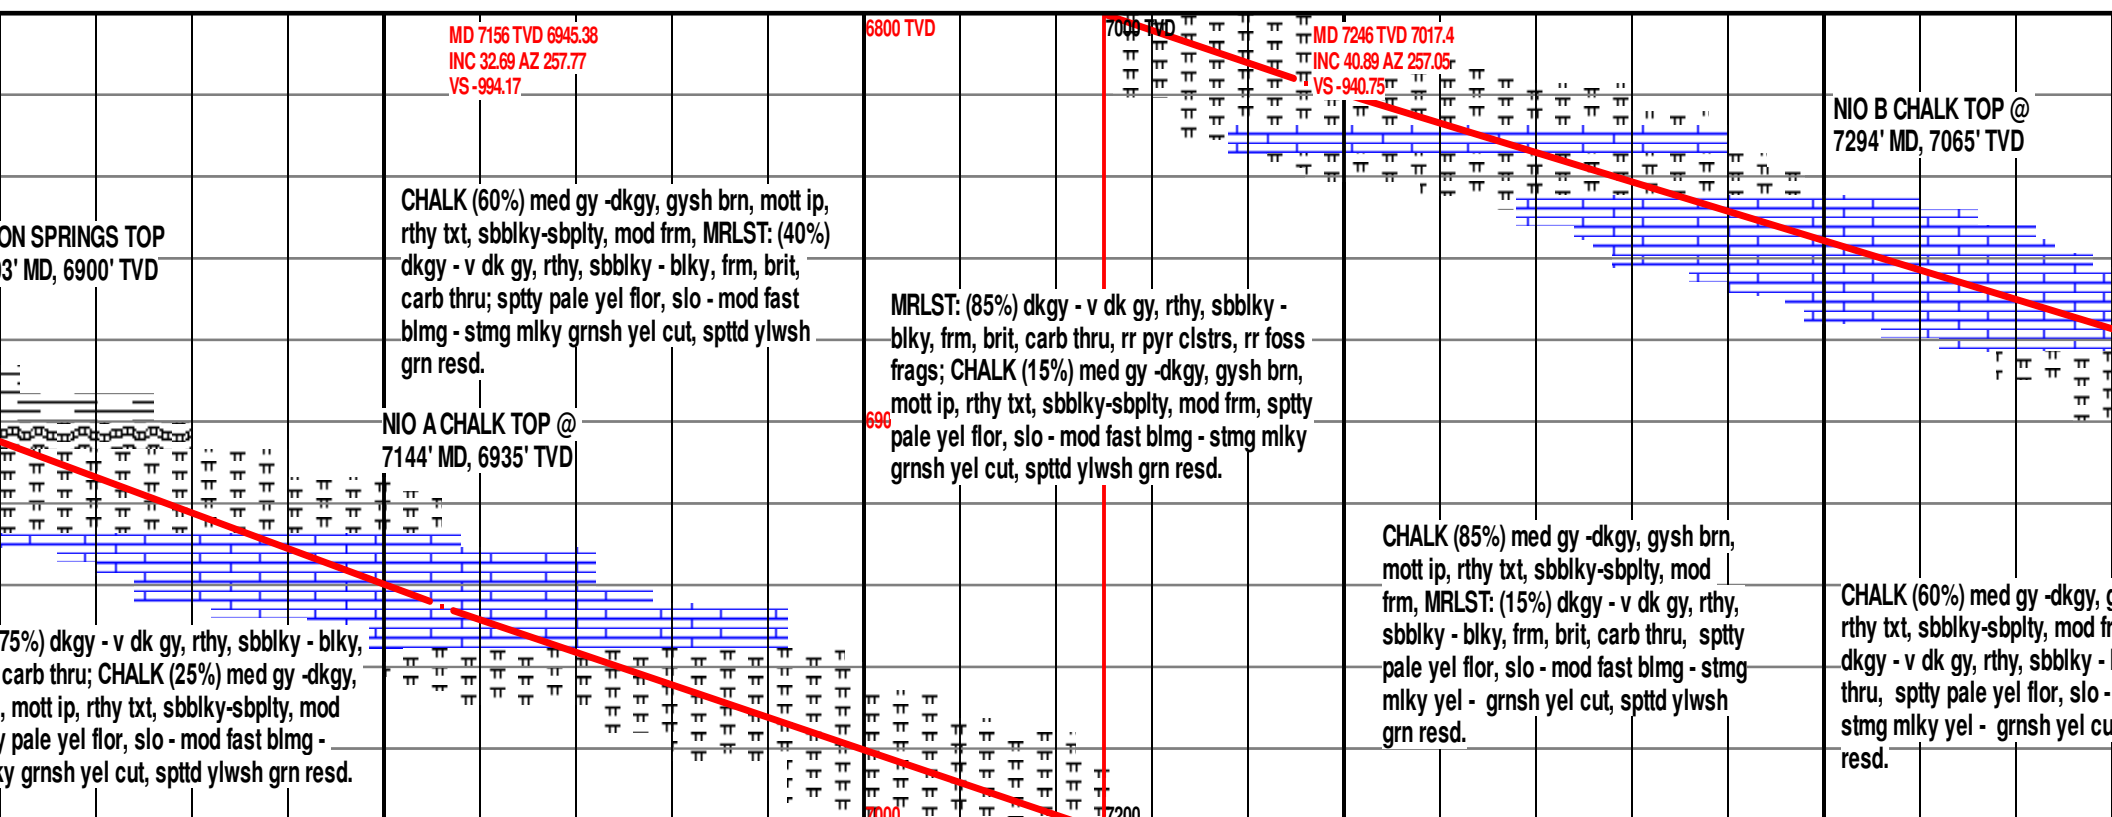 MD 7156 TVD 6945.38
INC 32.69 AZ 257.77
VS -994.17
6800 TVD
7000 TVD
MD 7246 TVD 7017.4
INC 40.89 AZ 257.05
VS -940.75
NIO B CHALK TOP @
7294' MD, 7065' TVD
ON SPRINGS TOP
3' MD, 6900' TVD
CHALK (60%) med gy -dkgy, gysh brn, mott ip,
rthy txt, sbblky-sbplty, mod frm, MRLST: (40%)
dkgy - v dk gy, rthy, sbblky - blky, frm, brit,
carb thru; sptty pale yel flor, slo - mod fast
blmg - stmg mlky grnsh yel cut, spttd ylwsh
grn resd.
NIO A CHALK TOP @
7144' MD, 6935' TVD
MRLST: (85%) dkgy - v dk gy, rthy, sbblky -
blky, frm, brit, carb thru, rr pyr clstrs, rr foss
frags; CHALK (15%) med gy -dkgy, gysh brn,
mott ip, rthy txt, sbblky-sbplty, mod frm, sptty
pale yel flor, slo - mod fast blmg - stmg mlky
grnsh yel cut, spttd ylwsh grn resd.
690
75%) dkgy - v dk gy, rthy, sbblky - blky,
carb thru; CHALK (25%) med gy -dkgy,
, mott ip, rthy txt, sbblky-sbplty, mod
y pale yel flor, slo - mod fast blmg -
ky grnsh yel cut, spttd ylwsh grn resd.
CHALK (85%) med gy -dkgy, gysh brn,
mott ip, rthy txt, sbblky-sbplty, mod
frm, MRLST: (15%) dkgy - v dk gy, rthy,
sbblky - blky, frm, brit, carb thru, sptty
pale yel flor, slo - mod fast blmg - stmg
mlky yel - grnsh yel cut, spttd ylwsh
grn resd.
CHALK (60%) med gy -dkgy, g
rthy txt, sbblky-sbplty, mod fr
dkgy - v dk gy, rthy, sbblky -
thru, sptty pale yel flor, slo -
stmg mlky yel - grnsh yel cu
resd.
7000
7200